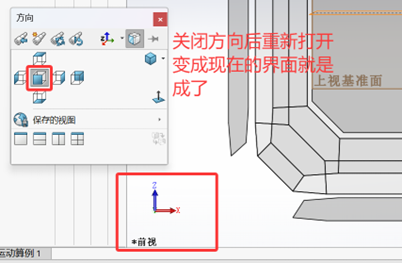 方向
关闭方向后重新打开
变成现在的界面就是
成了
上视基准面
保存的视图
Z
X
*前视
运动算例 1